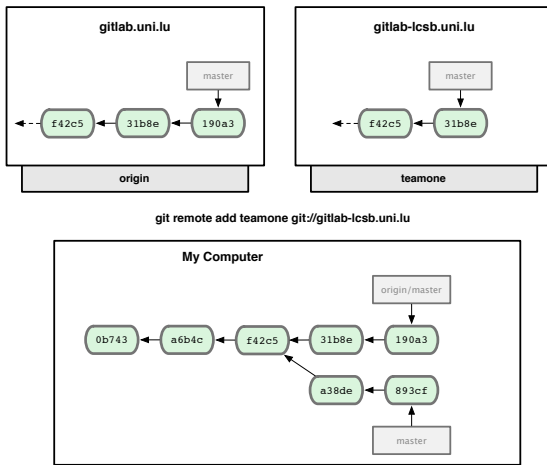 gitlab.uni.lu
gitlab-lcsb.uni.lu
master
master
f42c5
31b8e
190a3
f42c5
31b8e
origin
teamone
git remote add teamone git://gitlab-lcsb.uni.lu
My Computer
origin/master
0b743
a6b4c
f42c5
31b8e
190a3
a38de
893cf
master